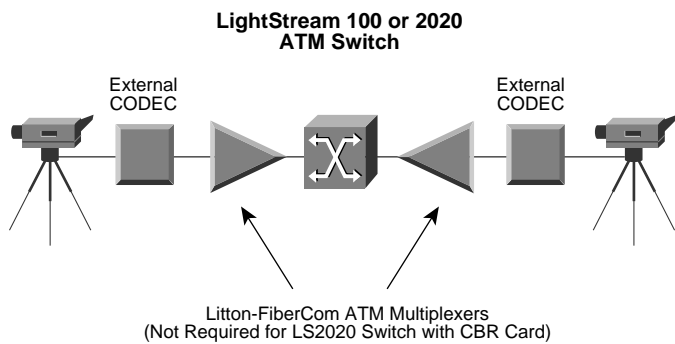 LightStream 100 or 2020
ATM Switch
External
CODEC
External
CODEC
Litton-FiberCom ATM Multiplexers
(Not Required for LS2020 Switch with CBR Card)